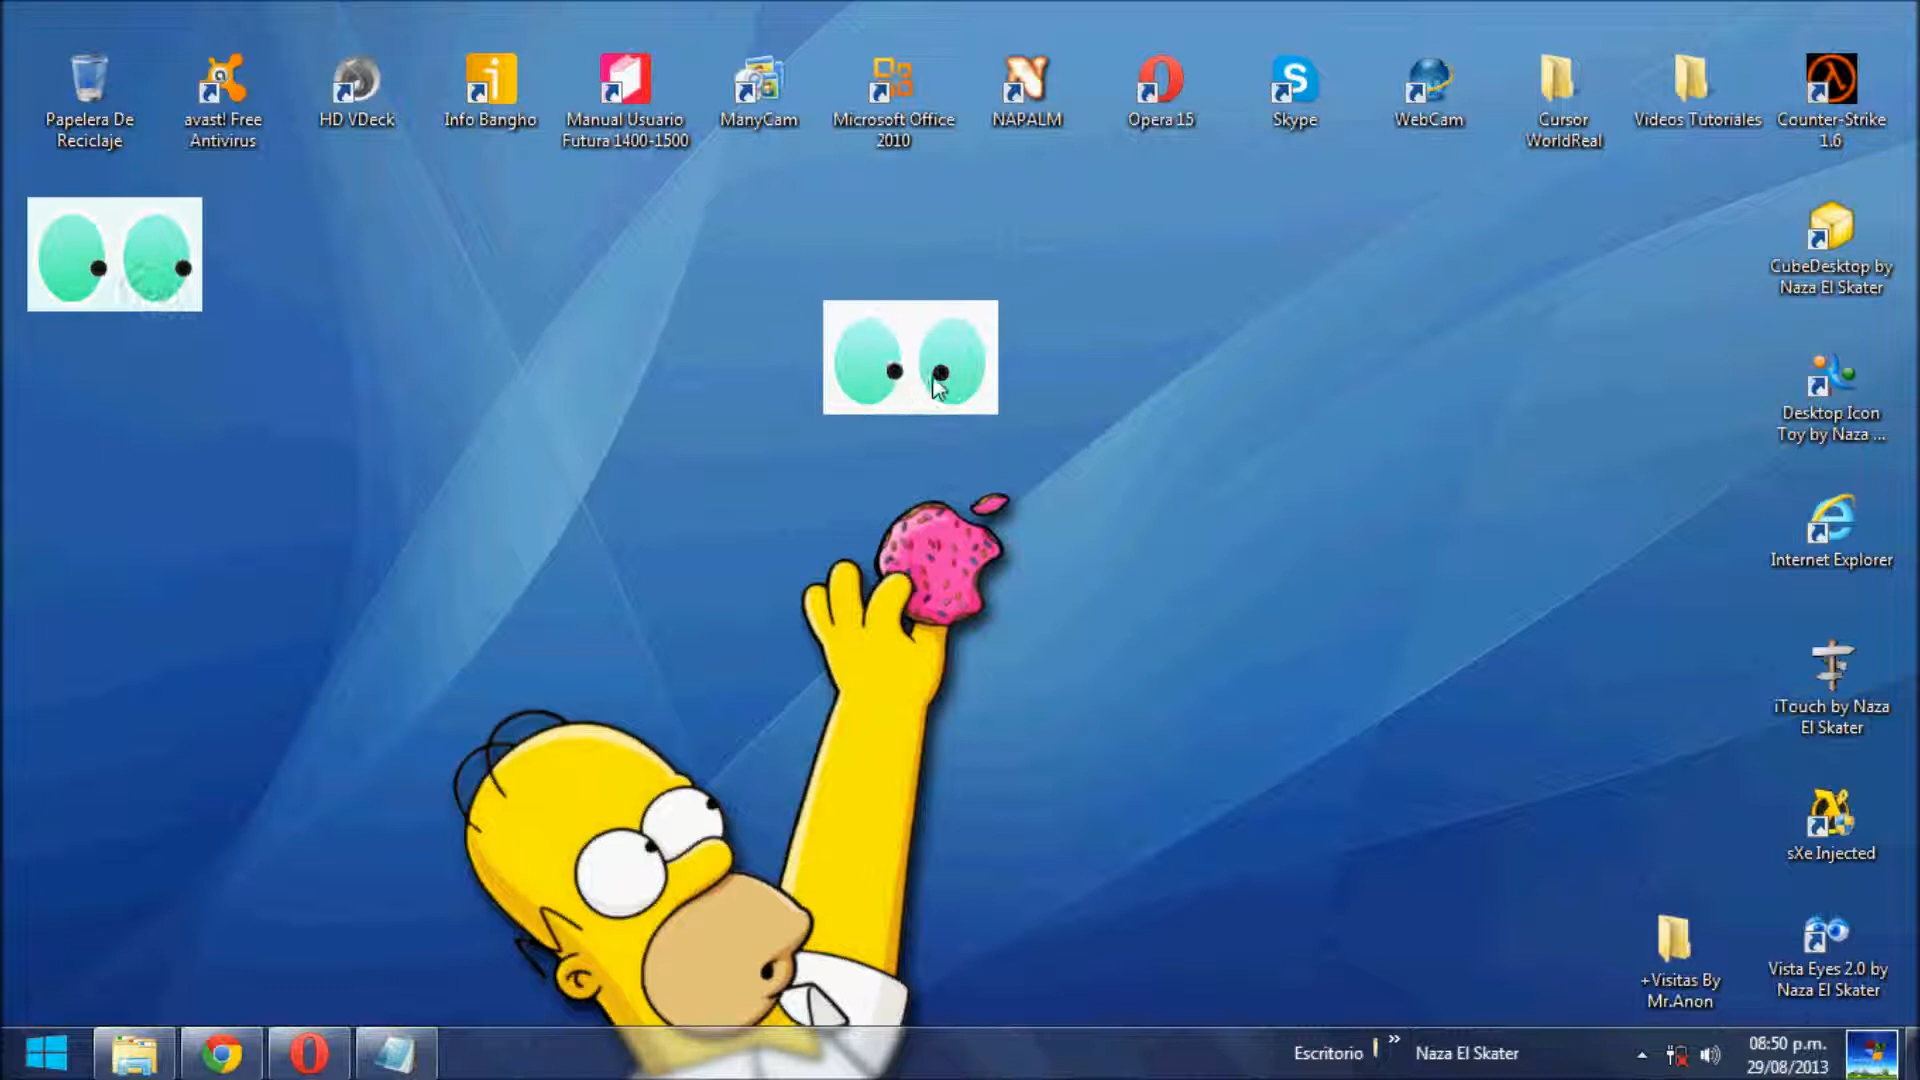 Papelera De
Reciclaje
avast! Free
Antivirus
HD VDeck
Info Bangho
Manual Usuario
Futura 1400-1500
ManyCam
Microsoft Office
2010
NAPALM
Opera 15
Skype
WebCam
Cursor
WorldReal
Videos Tutoriales
Counter-Strike
1.6
CubeDesktop by
Naza El Skater
Desktop Icon
Toy by Naza ...
Internet Explorer
iTouch by Naza
El Skater
sXe Injected
+Visitas By
Mr.Anon
Vista Eyes 2.0 by
Naza El Skater
Escritorio
»
Naza El Skater
08:50 p.m.
29/08/2013